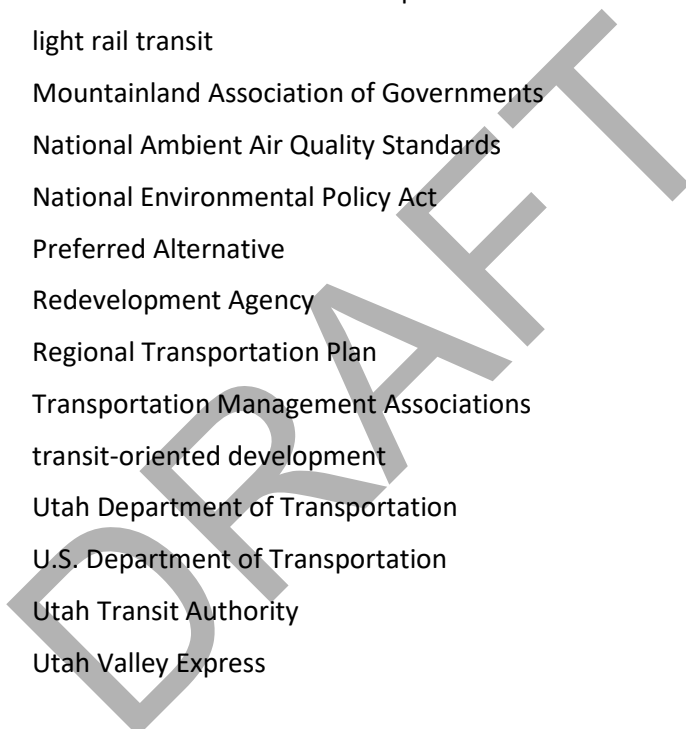 light rail transit
Mountainland Association of Governments
National Ambient Air Quality Standards
National Environmental Policy Act
Preferred Alternative
Redevelopment Agency
Regional Transportation Plan
Transportation Management Associations
transit-oriented development
Utah Department of Transportation
U.S. Department of Transportation
Utah Transit Authority
Utah Valley Express
DRAFT